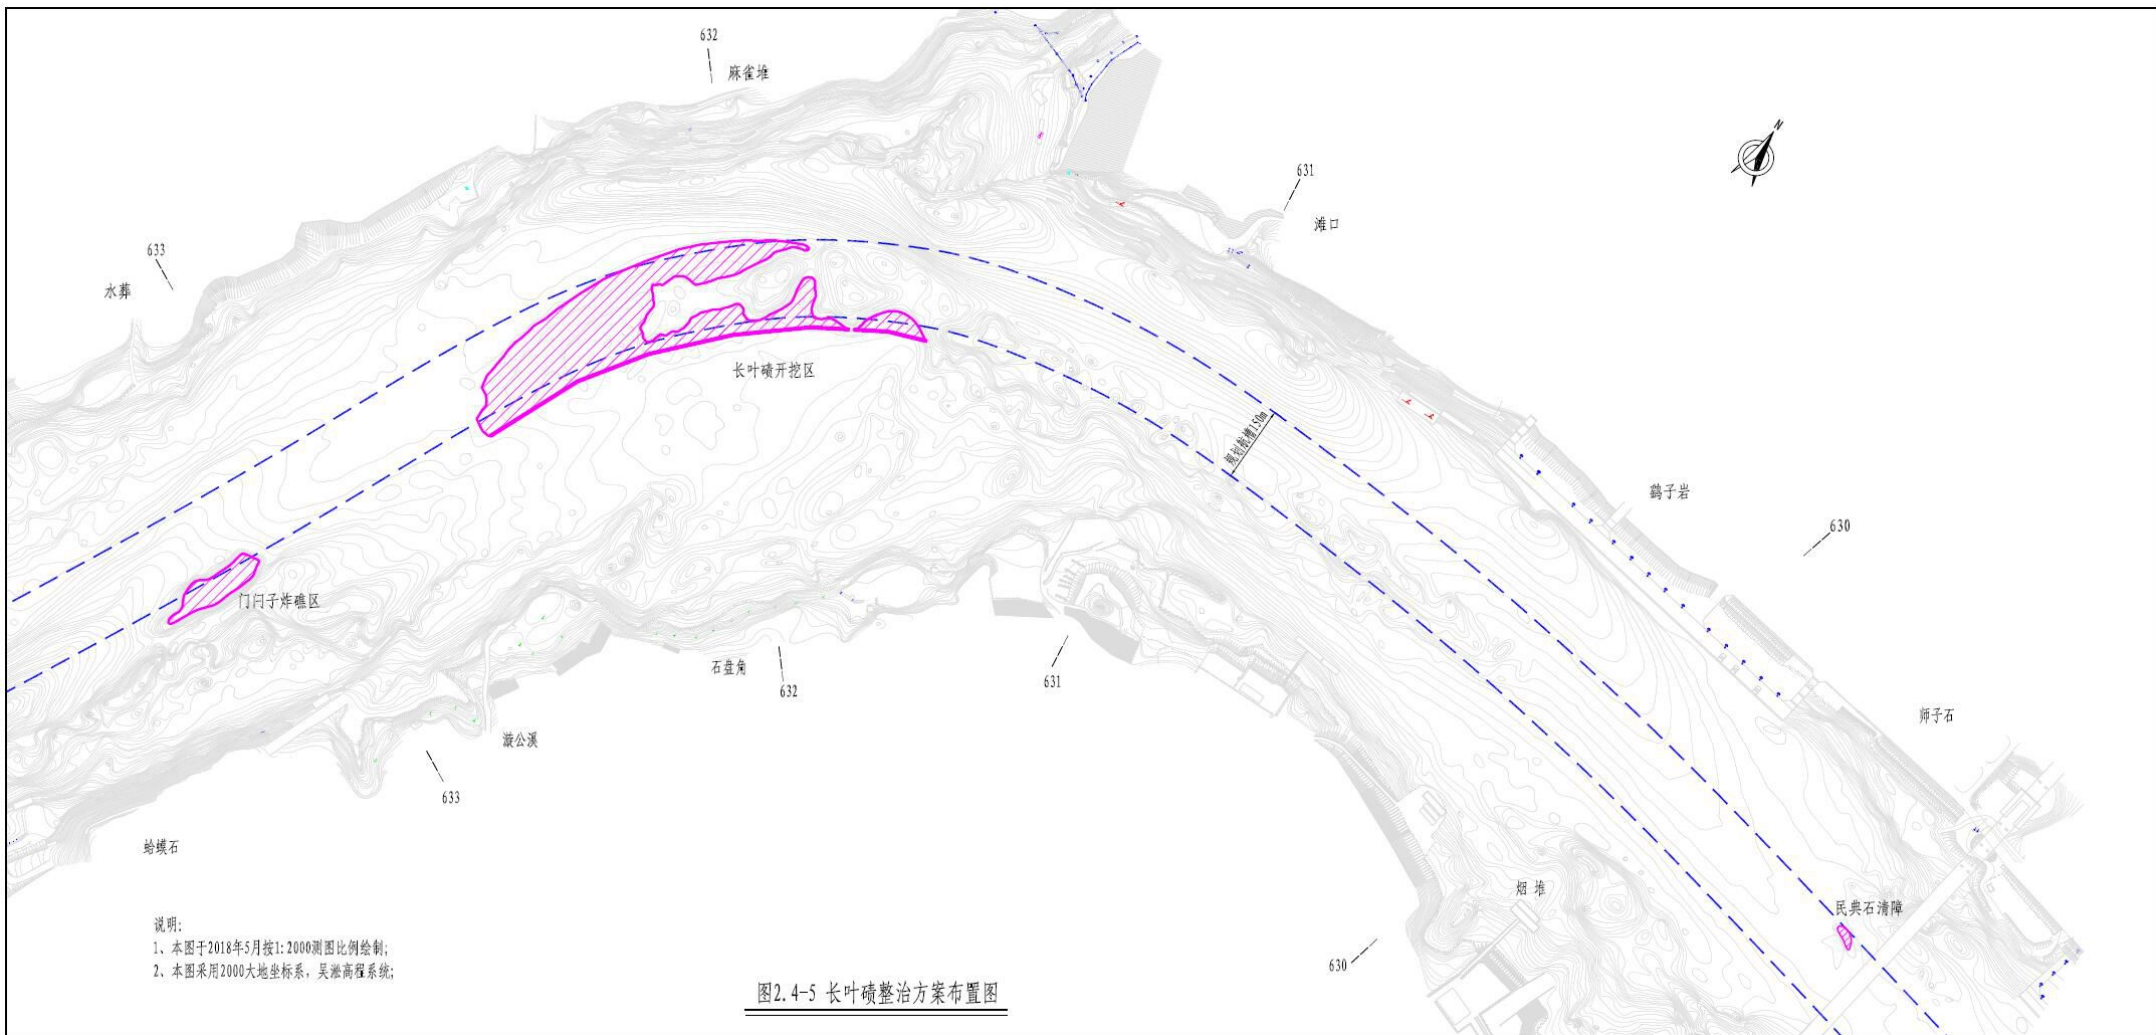 632
麻雀堆
N
631
滩口
633
水葬
长叶碛开挖区
规划航槽150m
鹞子岩
630
门闩子炸礁区
石盘角
632
631
师子石
漩公溪
633
蛤蟆石
烟堆
民典石清障
630
说明:
1、本图于2018年5月按1:2000测图比例绘制;
2、本图采用2000大地坐标系, 吴淞高程系统;
图2.4-5 长叶碛整治方案布置图